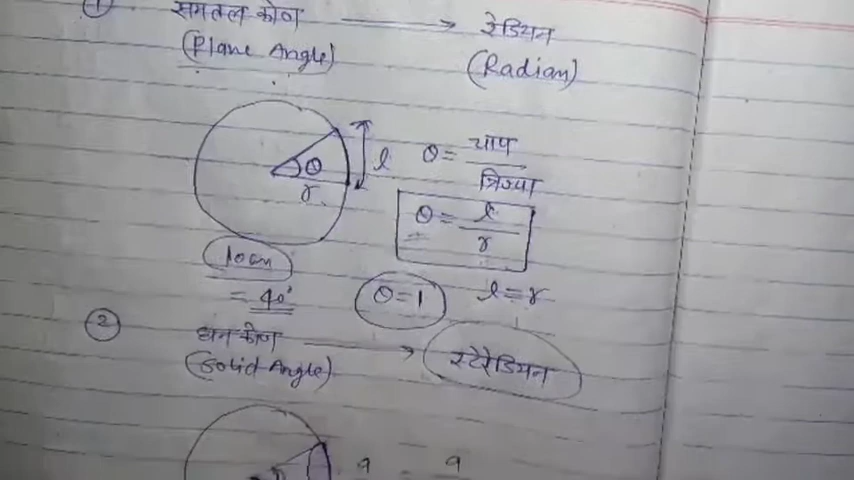 ① समतल कोण → रेडियन
(Plane Angle) (Radian)
θ = चाप / त्रिज्या
θ l
r
θ = l / r
10cm
= 40°
θ=1 l=r
② घन कोण → स्टेरेडियन
(Solid Angle)
a = a